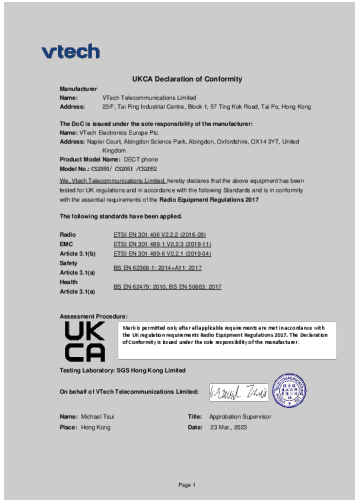 vtech
UKCA Declaration of Conformity
Manufacturer
Name: VTech Telecommunications Limited
Address: 23/F, Tai Ping Industrial Centre, Block 1, 57 Ting Kok Road, Tai Po, Hong Kong
The DoC is issued under the sole responsibility of the manufacturer:
Name: VTech Electronics Europe Plc.
Address: Napier Court, Abingdon Science Park, Abingdon, Oxfordshire, OX14 3YT, United
Kingdom
Product Model Name: DECT phone
Model No.: CS2050/ CS2051 /CS2052
We, Vtech Telecommunications Limited, hereby declares that the above equipment has been
tested for UK regulations and in accordance with the following Standards and is in conformity
with the essential requirements of the Radio Equipment Regulations 2017
The following standards have been applied.
Radio ETSI EN 301 406 V2.2.2 (2016-09)
EMC ETSI EN 301 489-1 V2.2.3 (2019-11)
Article 3.1(b) ETSI EN 301 489-6 V2.2.1 (2019-04)
Safety
Article 3.1(a) BS EN 62368-1: 2014+A11: 2017
Health
Article 3.1(a) BS EN 62479: 2010, BS EN 50663: 2017
Assessment Procedure:
UK
CA
Mark is permitted only after all applicable requirements are met in accordance with
the UK regulation requirements Radio Equipment Regulations 2017. The Declaration
of Conformity is issued under the sole responsibility of the manufacturer.
Testing Laboratory: SGS Hong Kong Limited
On behalf of VTech Telecommunications Limited:
Name: Michael Tsui Title: Approbation Supervisor
Place: Hong Kong Date: 23 Mar., 2023
Page 1